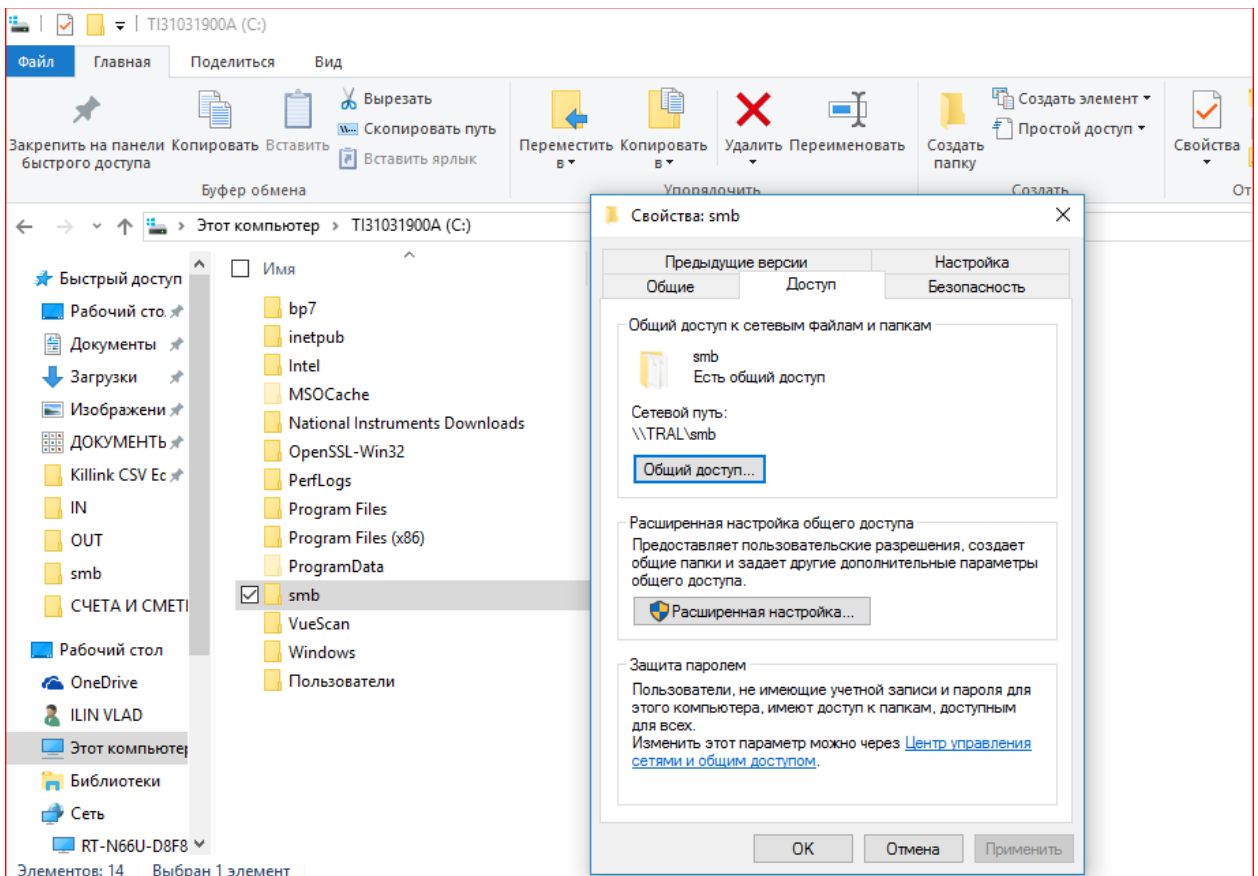 TI31031900A (C:)
Файл Главная Поделиться Вид
Закрепить на панели быстрого доступа
Копировать
Вставить
Вырезать
Скопировать путь
Вставить ярлык
Буфер обмена
Переместить в
Копировать в
Удалить
Переименовать
Упорядочить
Создать папку
Создать элемент
Простой доступ
Создать
Свойства
От
Этот компьютер > TI31031900A (C:)
Быстрый доступ
Рабочий сто.
Документы
Загрузки
Изображени
ДОКУМЕНТЬ
Killink CSV Ec
IN
OUT
smb
СЧЕТА И СМЕТІ
Рабочий стол
OneDrive
ILIN VLAD
Этот компьютер
Библиотеки
Сеть
RT-N66U-D8F8
Имя
bp7
inetpub
Intel
MSOCache
National Instruments Downloads
OpenSSL-Win32
PerfLogs
Program Files
Program Files (x86)
ProgramData
smb
VueScan
Windows
Пользователи
Элементов: 14 Выбран 1 элемент
Свойства: smb
Предыдущие версии Настройка
Общие Доступ Безопасность
Общий доступ к сетевым файлам и папкам
smb
Есть общий доступ
Сетевой путь:
\\TRAL\smb
Общий доступ...
Расширенная настройка общего доступа
Предоставляет пользовательские разрешения, создает
общие папки и задает другие дополнительные параметры
общего доступа.
Расширенная настройка...
Защита паролем
Пользователи, не имеющие учетной записи и пароля для
этого компьютера, имеют доступ к папкам, доступным
для всех.
Изменить этот параметр можно через Центр управления
сетями и общим доступом.
OK Отмена Применить